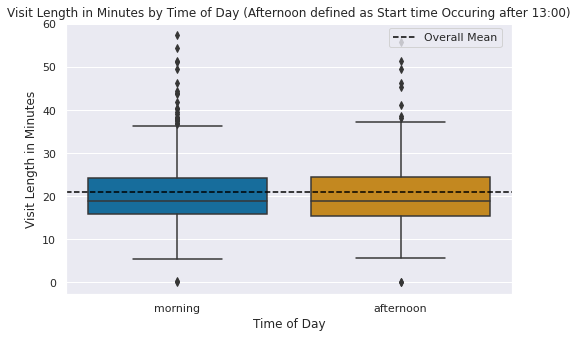 Visit Length in Minutes by Time of Day (Afternoon defined as Start time Occuring after 13:00)
60
Overall Mean
50
40
30
20
10
0
Visit Length in Minutes
morning
afternoon
Time of Day